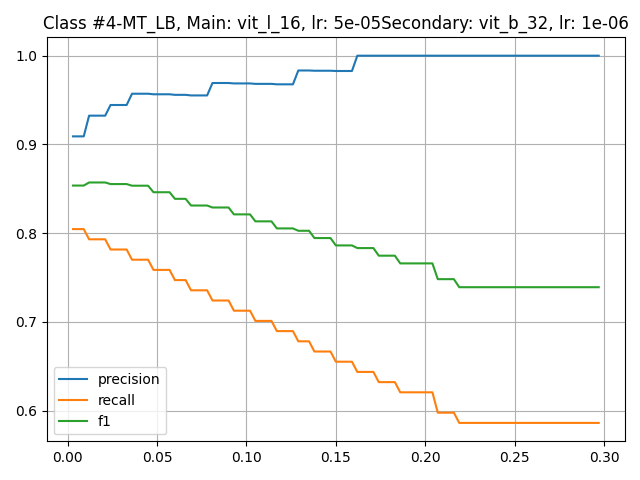 Class #4-MT_LB, Main: vit_l_16, lr: 5e-05Secondary: vit_b_32, lr: 1e-06
1.0
0.9
0.8
0.7
0.6
precision
recall
f1
0.00 0.05 0.10 0.15 0.20 0.25 0.30